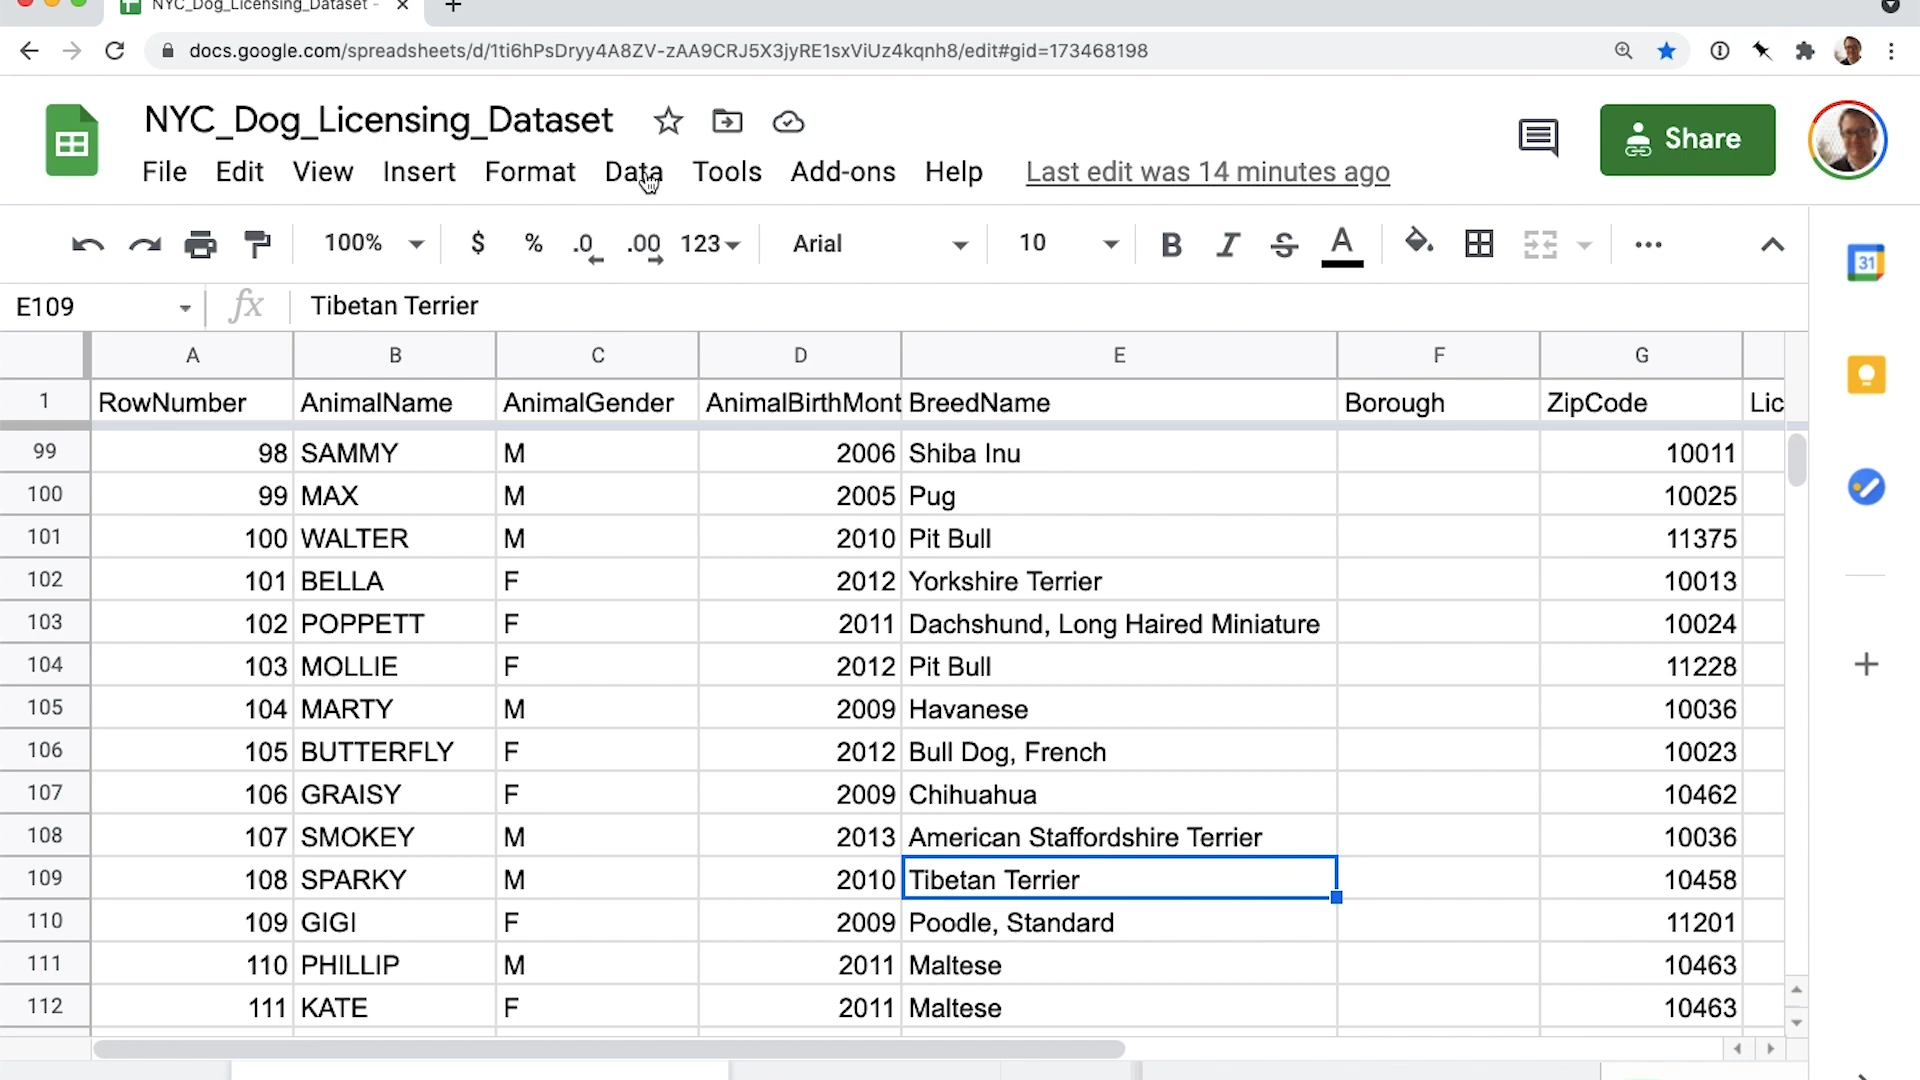 NYC_Dog_Licensing_Dataset -
docs.google.com/spreadsheets/d/1ti6hPsDryy4A8ZV-zAA9CRJ5X3jyRE1sxViUz4kqnh8/edit#gid=173468198
NYC_Dog_Licensing_Dataset
File Edit View Insert Format Data Tools Add-ons Help Last edit was 14 minutes ago
Share
100% $ % .0 .00 123 Arial 10 B I S A
31
E109 fx Tibetan Terrier
A B C D E F G
1 RowNumber AnimalName AnimalGender AnimalBirthMont BreedName Borough ZipCode Lic
99 98 SAMMY M 2006 Shiba Inu 10011
100 99 MAX M 2005 Pug 10025
101 100 WALTER M 2010 Pit Bull 11375
102 101 BELLA F 2012 Yorkshire Terrier 10013
103 102 POPPETT F 2011 Dachshund, Long Haired Miniature 10024
104 103 MOLLIE F 2012 Pit Bull 11228
105 104 MARTY M 2009 Havanese 10036
106 105 BUTTERFLY F 2012 Bull Dog, French 10023
107 106 GRAISY F 2009 Chihuahua 10462
108 107 SMOKEY M 2013 American Staffordshire Terrier 10036
109 108 SPARKY M 2010 Tibetan Terrier 10458
110 109 GIGI F 2009 Poodle, Standard 11201
111 110 PHILLIP M 2011 Maltese 10463
112 111 KATE F 2011 Maltese 10463